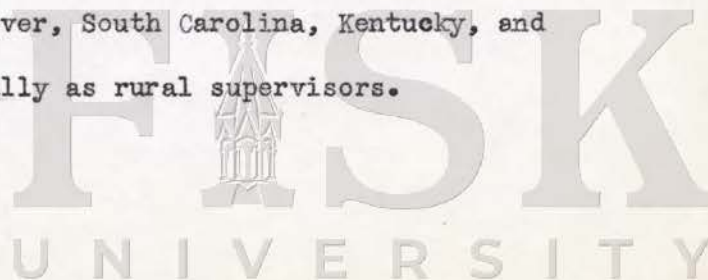 ver, South Carolina, Kentucky, and
lly as rural supervisors.
FISK
UNIVERSITY